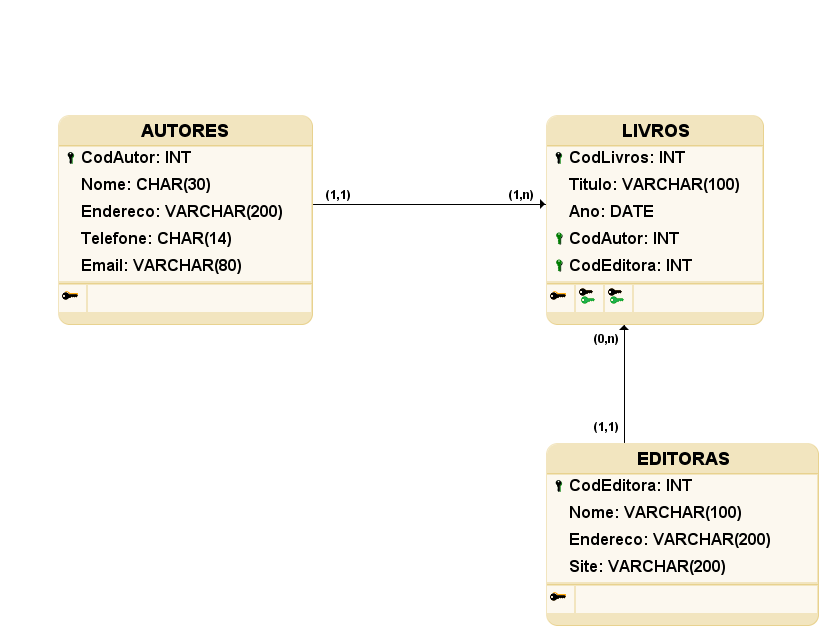 AUTORES
CodAutor: INT
Nome: CHAR(30)
Endereco: VARCHAR(200)
Telefone: CHAR(14)
Email: VARCHAR(80)
(1,1)
(1,n)
LIVROS
CodLivros: INT
Titulo: VARCHAR(100)
Ano: DATE
CodAutor: INT
CodEditora: INT
(0,n)
(1,1)
EDITORAS
CodEditora: INT
Nome: VARCHAR(100)
Endereco: VARCHAR(200)
Site: VARCHAR(200)